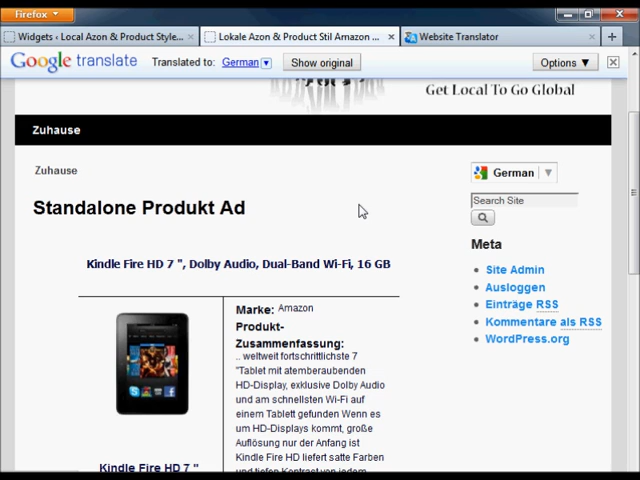 Firefox
Widgets ‹ Local Azon & Product Style...
Lokale Azon & Product Stil Amazon ...
Website Translator
Google translate
Translated to: German
Show original
Options ▼
Get Local To Go Global
Zuhause
Zuhause
German
Standalone Produkt Ad
Search Site
Kindle Fire HD 7 ", Dolby Audio, Dual-Band Wi-Fi, 16 GB
Marke: Amazon
Produkt-
Zusammenfassung:
.. weltweit fortschrittlichste 7
"Tablet mit atemberaubenden
HD-Display, exklusive Dolby Audio
und am schnellsten Wi-Fi auf
einem Tablett gefunden Wenn es
um HD-Displays kommt, große
Auflösung nur der Anfang ist
Kindle Fire HD liefert satte Farben
und tiefen Kontrast von jedem
Kindle Fire HD 7 "
Meta
Site Admin
Ausloggen
Einträge RSS
Kommentare als RSS
WordPress.org